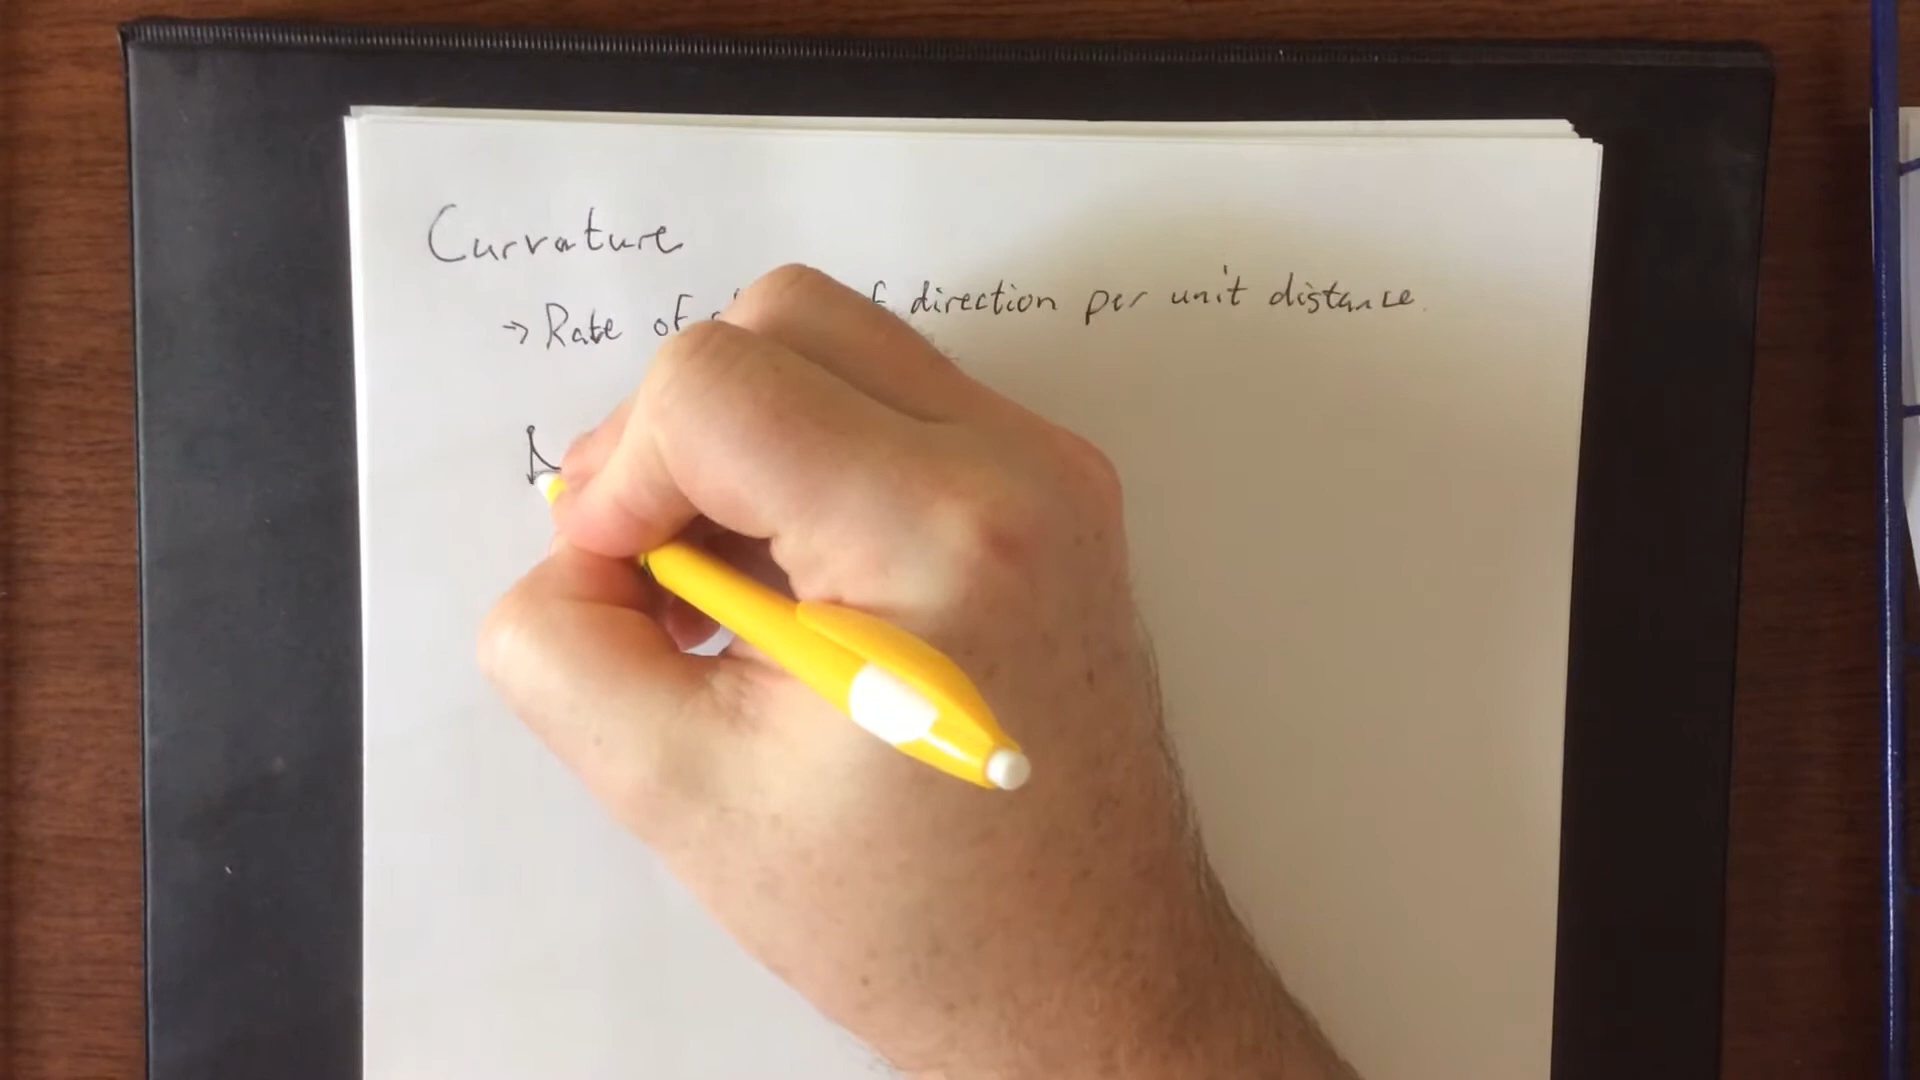 Curvature
→ Rate of direction per unit distance.